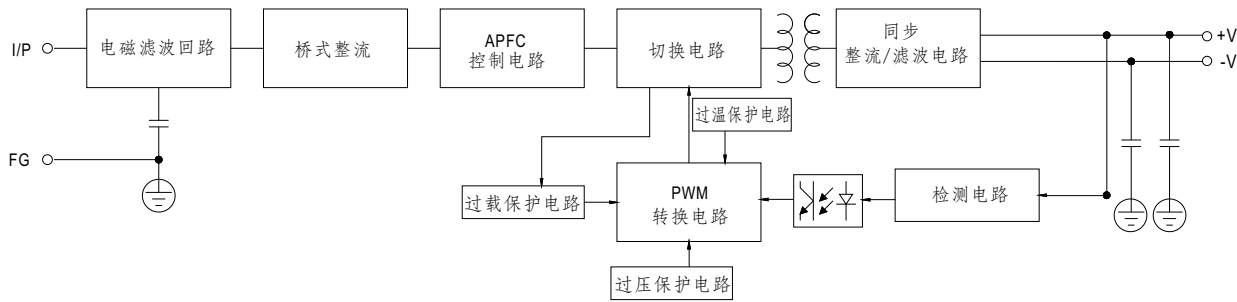 I/P
电磁滤波回路
桥式整流
APFC
控制电路
切换电路
同步
整流/滤波电路
+V
-V
过温保护电路
FG
过载保护电路
PWM
转换电路
检测电路
过压保护电路